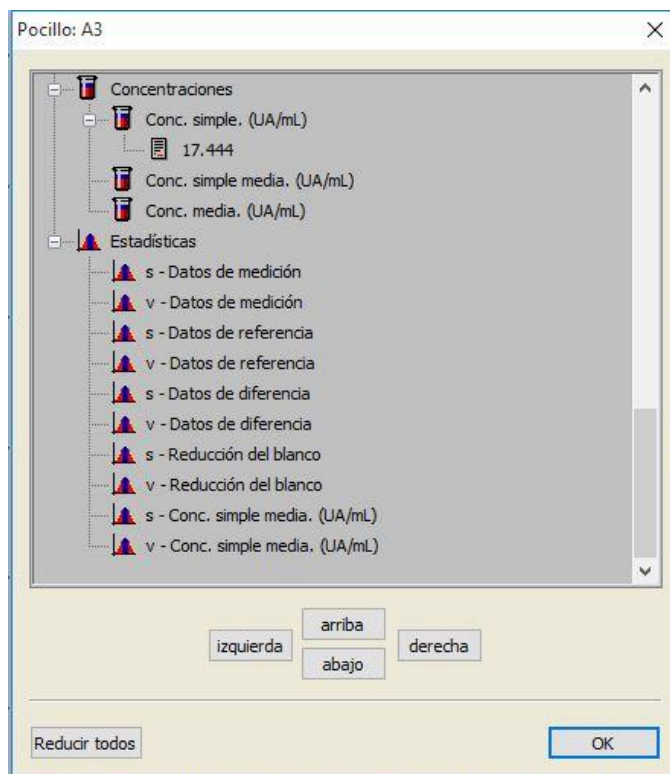 Pocillo: A3
Concentraciones
Conc. simple. (UA/mL)
17.444
Conc. simple media. (UA/mL)
Conc. media. (UA/mL)
Estadísticas
s - Datos de medición
v - Datos de medición
s - Datos de referencia
v - Datos de referencia
s - Datos de diferencia
v - Datos de diferencia
s - Reducción del blanco
v - Reducción del blanco
s - Conc. simple media. (UA/mL)
v - Conc. simple media. (UA/mL)
arriba
izquierda
derecha
abajo
Reducir todos
OK